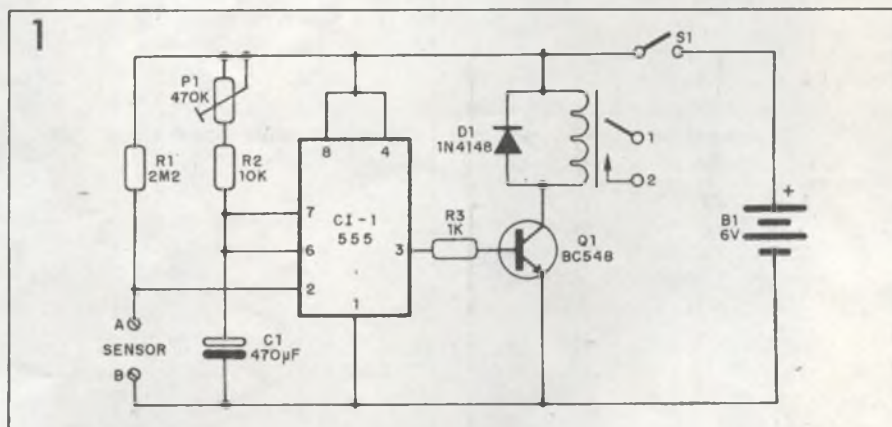 1
S1
P1
470K
D1
1N4148
8
4
1
2
R1
2M2
R2
10K
+
B1
6V
7
CI-1
555
R3
1K
6
3
Q1
BC548
2
1
A
SENSOR
B
C1
470µF